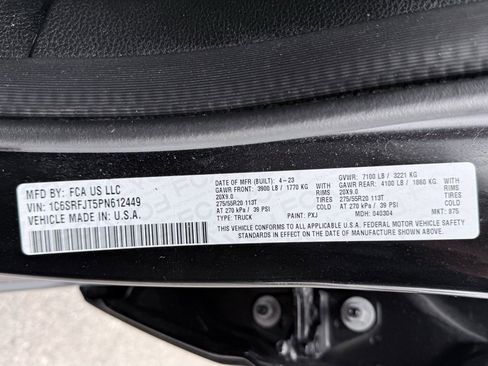 MFD BY: FCA US LLC
VIN: 1C6SRFJT5PN612449
VEHICLE MADE IN: U.S.A.
DATE OF MFR (BUILT): 4-23
GAWR FRONT: 3900 LB / 1770 KG WITH
20X9.0 RIMS
275/55R20 113T TIRES
AT 270 kPa / 39 PSI COLD
TYPE: TRUCK PAINT: PXJ
GVWR: 7100 LB / 3221 KG
GAWR REAR: 4100 LB / 1860 KG WITH
20X9.0 RIMS
275/55R20 113T TIRES
AT 270 kPa / 39 PSI COLD
MDH: 040304 MKT: 975
THIS VEHICLE CONFORMS TO ALL APPLICABLE U.S.A. FEDERAL MOTOR VEHICLE SAFETY
STANDARDS IN EFFECT ON THE DATE OF MANUFACTURE SHOWN ABOVE.